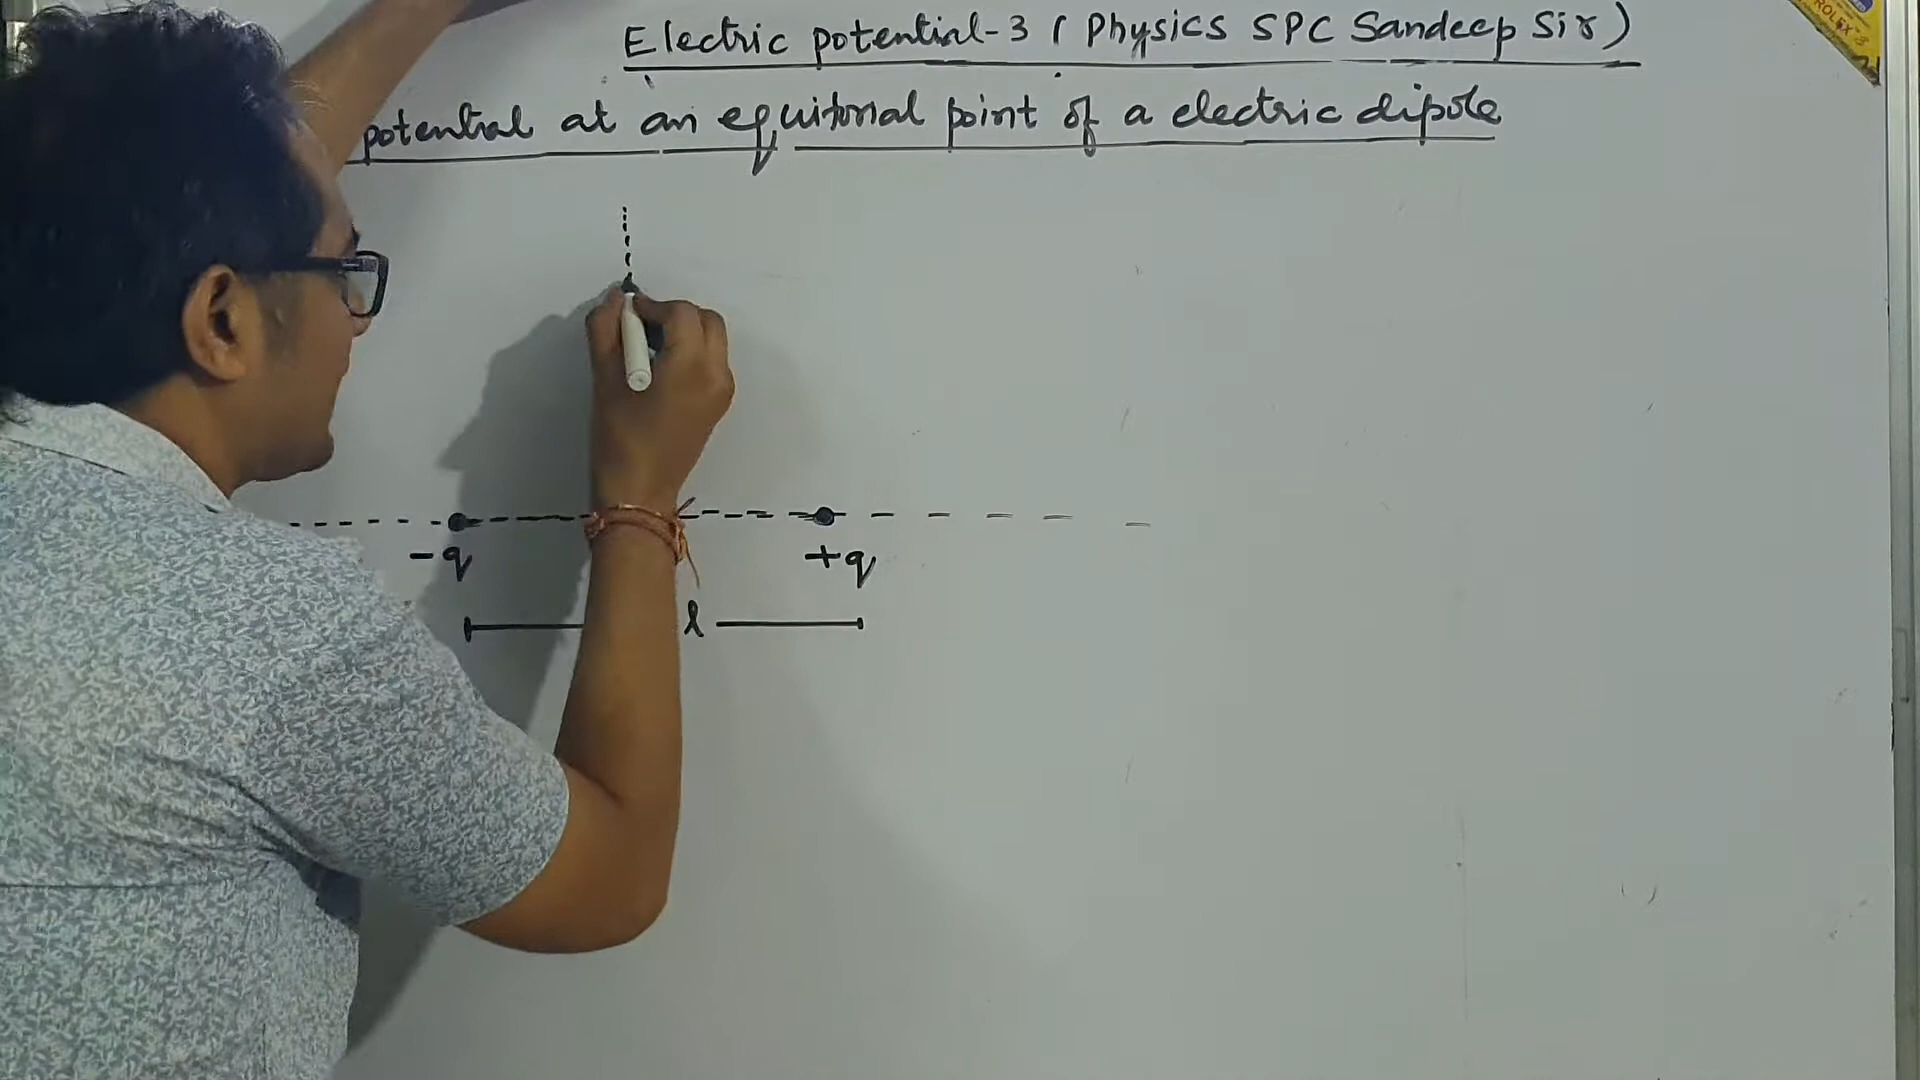 Electric potential-3 (Physics SPC Sandeep Sir)
potential at an equitorial point of a electric dipole
-q +q
l